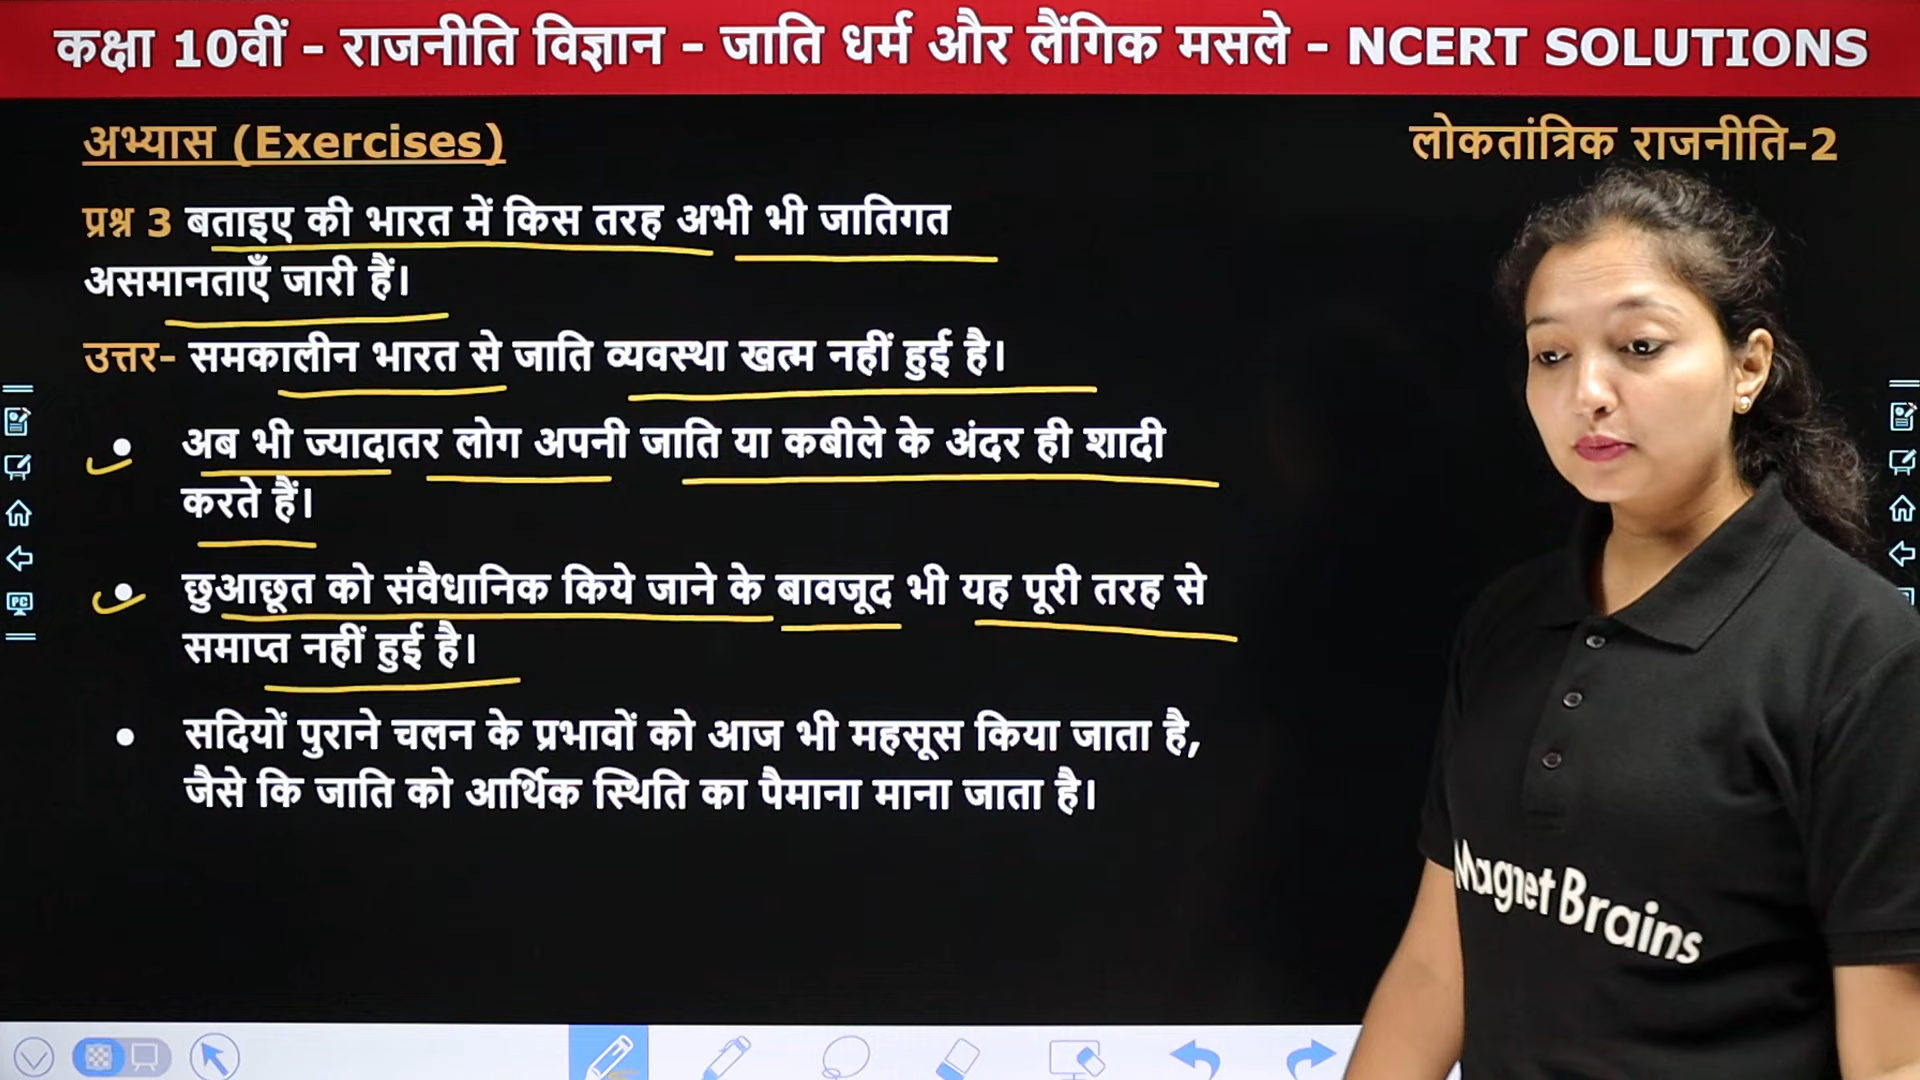 कक्षा 10वीं - राजनीति विज्ञान - जाति धर्म और लैंगिक मसले - NCERT SOLUTIONS
अभ्यास (Exercises)
लोकतांत्रिक राजनीति-2
प्रश्न 3 बताइए की भारत में किस तरह अभी भी जातिगत
असमानताएँ जारी हैं।
उत्तर- समकालीन भारत से जाति व्यवस्था खत्म नहीं हुई है।
• अब भी ज्यादातर लोग अपनी जाति या कबीले के अंदर ही शादी
करते हैं।
• छुआछूत को संवैधानिक किये जाने के बावजूद भी यह पूरी तरह से
समाप्त नहीं हुई है।
• सदियों पुराने चलन के प्रभावों को आज भी महसूस किया जाता है,
जैसे कि जाति को आर्थिक स्थिति का पैमाना माना जाता है।
Magnet Brains
PC